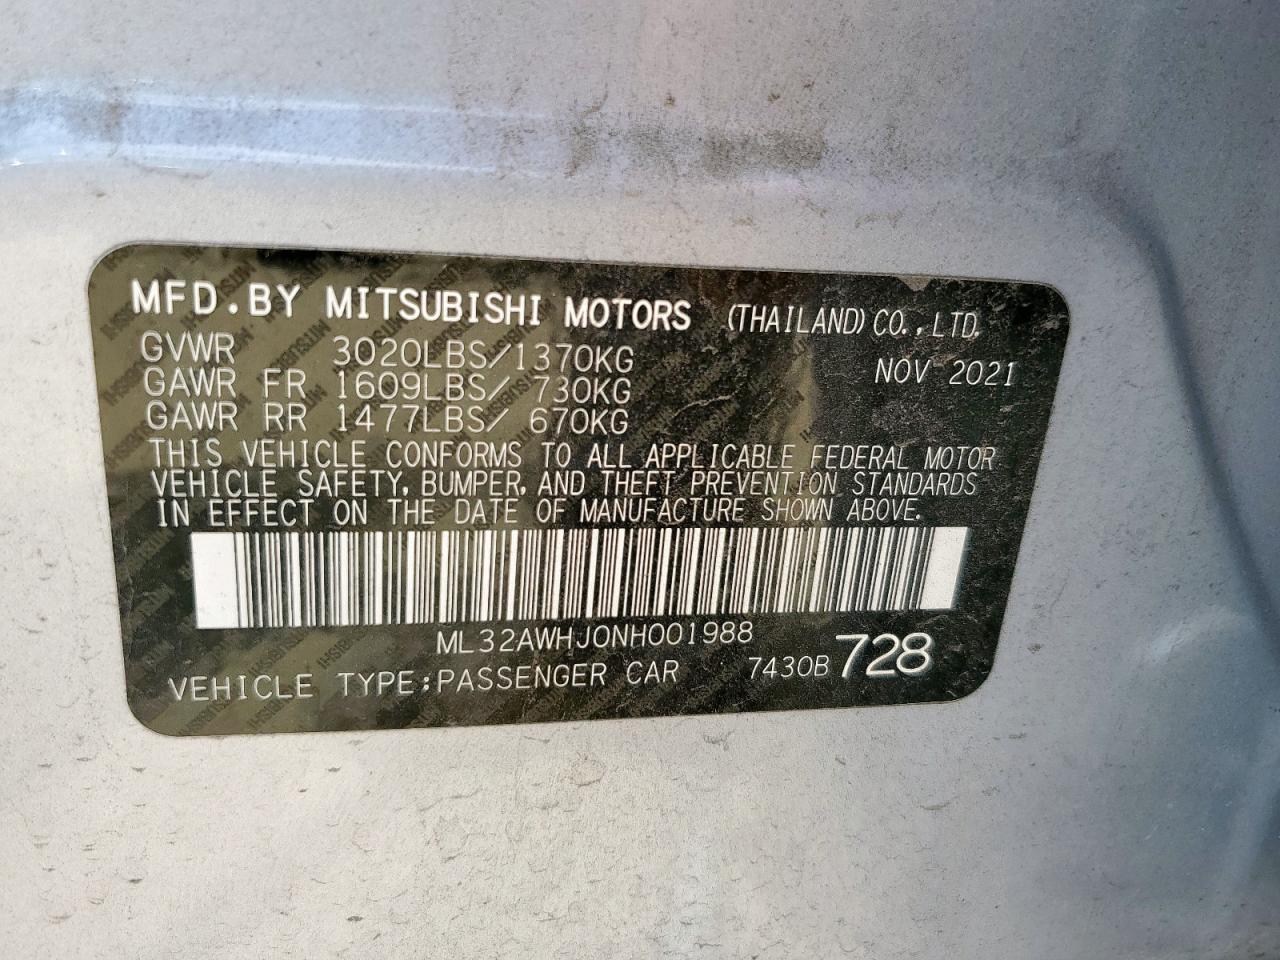 MFD.BY MITSUBISHI MOTORS (THAILAND) CO.,LTD.
GVWR 3020LBS/1370KG NOV 2021
GAWR FR 1609LBS/ 730KG
GAWR RR 1477LBS/ 670KG
THIS VEHICLE CONFORMS TO ALL APPLICABLE FEDERAL MOTOR
VEHICLE SAFETY, BUMPER, AND THEFT PREVENTION STANDARDS
IN EFFECT ON THE DATE OF MANUFACTURE SHOWN ABOVE.
ML32AWHJ0NH001988
VEHICLE TYPE:PASSENGER CAR 7430B 728